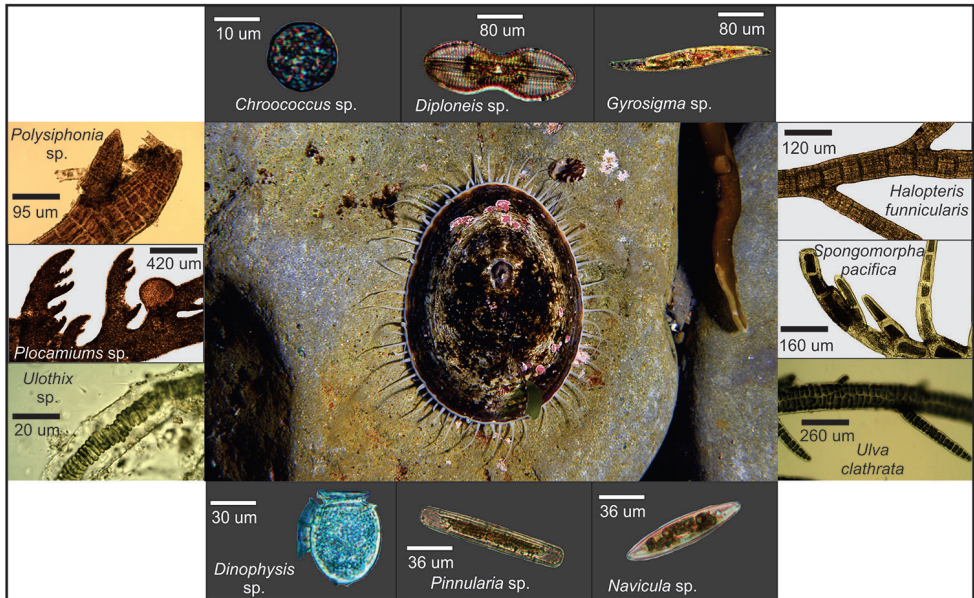 10 um
Chroococcus sp.
80 um
Diploneis sp.
80 um
Gyrosigma sp.
Polysiphonia
sp.
95 um
120 um
Halopteris
funnicularis
420 um
Plocamiums sp.
Spongomorpha
pacifica
160 um
Ulothix
sp.
20 um
260 um
Ulva
clathrata
30 um
Dinophysis
sp.
36 um
Pinnularia sp.
36 um
Navicula sp.